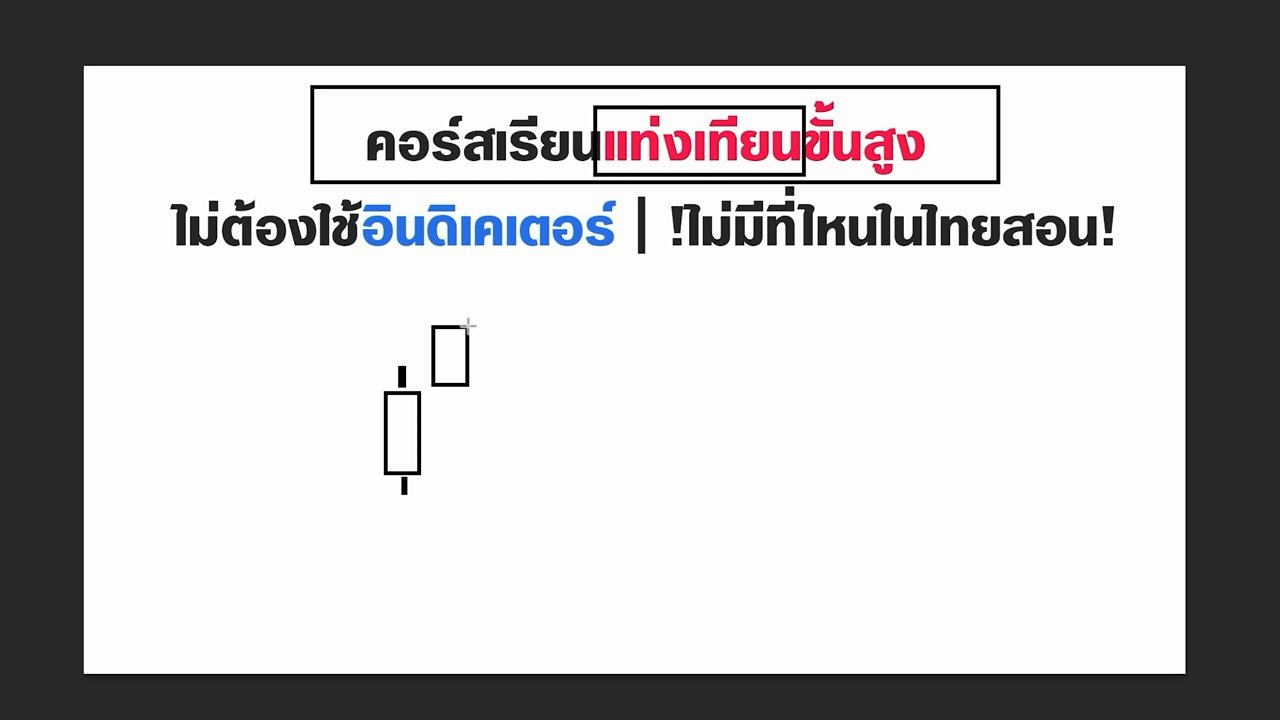 คอร์สเรียนแท่งเทียนขั้นสูง
ไม่ต้องใช้อินดิเคเตอร์ | !ไม่มีที่ไหนในไทยสอน!